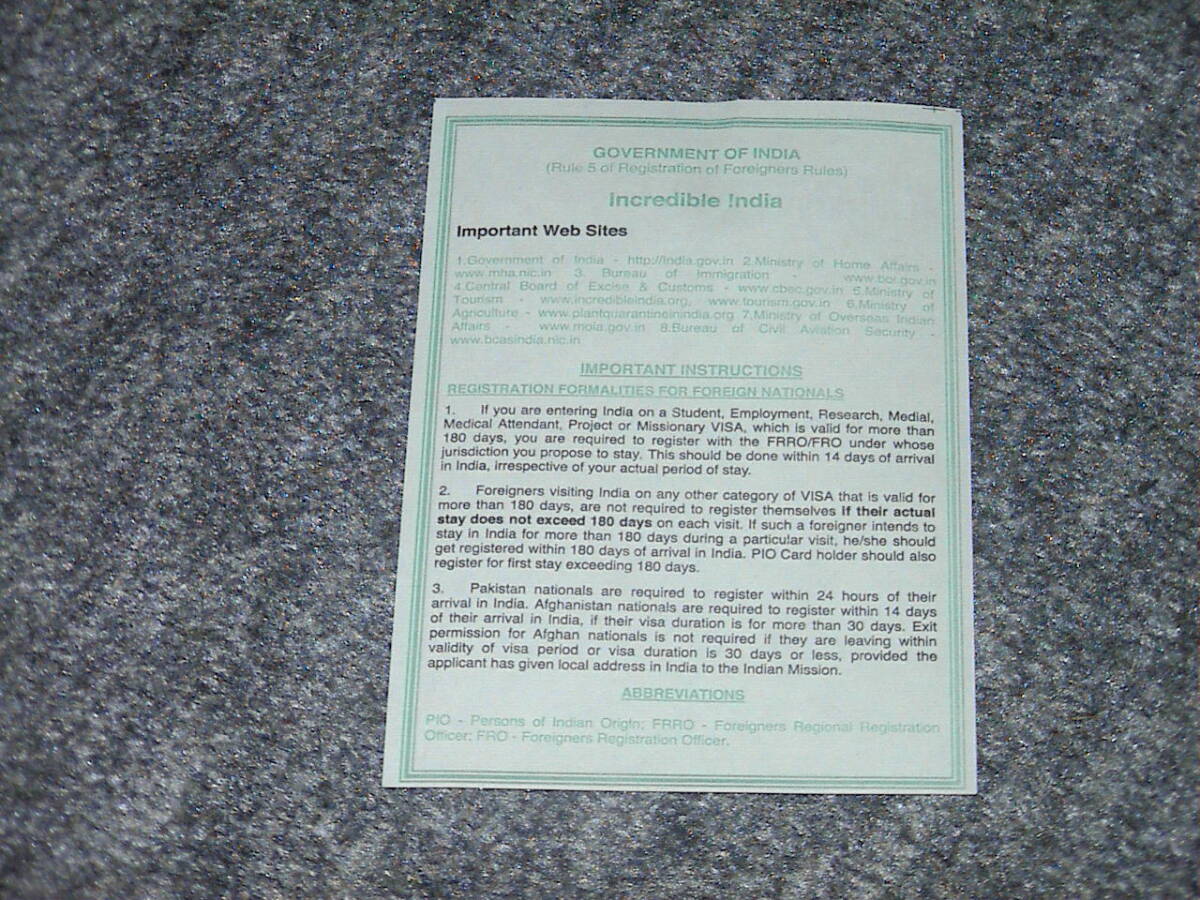 GOVERNMENT OF INDIA
(Rule 5 of Registration of Foreigners Rules)
Incredible !ndia
Important Web Sites
1.Government of India - http://india.gov.in 2.Ministry of Home Affairs -
www.mha.nic.in 3. Bureau of Immigration - www.boi.gov.in
4.Central Board of Excise & Customs - www.cbec.gov.in 5.Ministry of
Tourism - www.incredibleindia.org, www.tourism.gov.in 6.Ministry of
Agriculture - www.plantquarantineinindia.org 7.Ministry of Overseas Indian
Affairs - www.moia.gov.in 8.Bureau of Civil Aviation Security -
www.bcasindia.nic.in
IMPORTANT INSTRUCTIONS
REGISTRATION FORMALITIES FOR FOREIGN NATIONALS
1. If you are entering India on a Student, Employment, Research, Medial,
Medical Attendant, Project or Missionary VISA, which is valid for more than
180 days, you are required to register with the FRRO/FRO under whose
jurisdiction you propose to stay. This should be done within 14 days of arrival
in India, irrespective of your actual period of stay.
2. Foreigners visiting India on any other category of VISA that is valid for
more than 180 days, are not required to register themselves If their actual
stay does not exceed 180 days on each visit. If such a foreigner intends to
stay in India for more than 180 days during a particular visit, he/she should
get registered within 180 days of arrival in India. PIO Card holder should also
register for first stay exceeding 180 days.
3. Pakistan nationals are required to register within 24 hours of their
arrival in India. Afghanistan nationals are required to register within 14 days
of their arrival in India, if their visa duration is for more than 30 days. Exit
permission for Afghan nationals is not required if they are leaving within
validity of visa period or visa duration is 30 days or less, provided the
applicant has given local address in India to the Indian Mission.
ABBREVIATIONS
PIO - Persons of Indian Origin; FRRO - Foreigners Regional Registration
Officer; FRO - Foreigners Registration Officer.